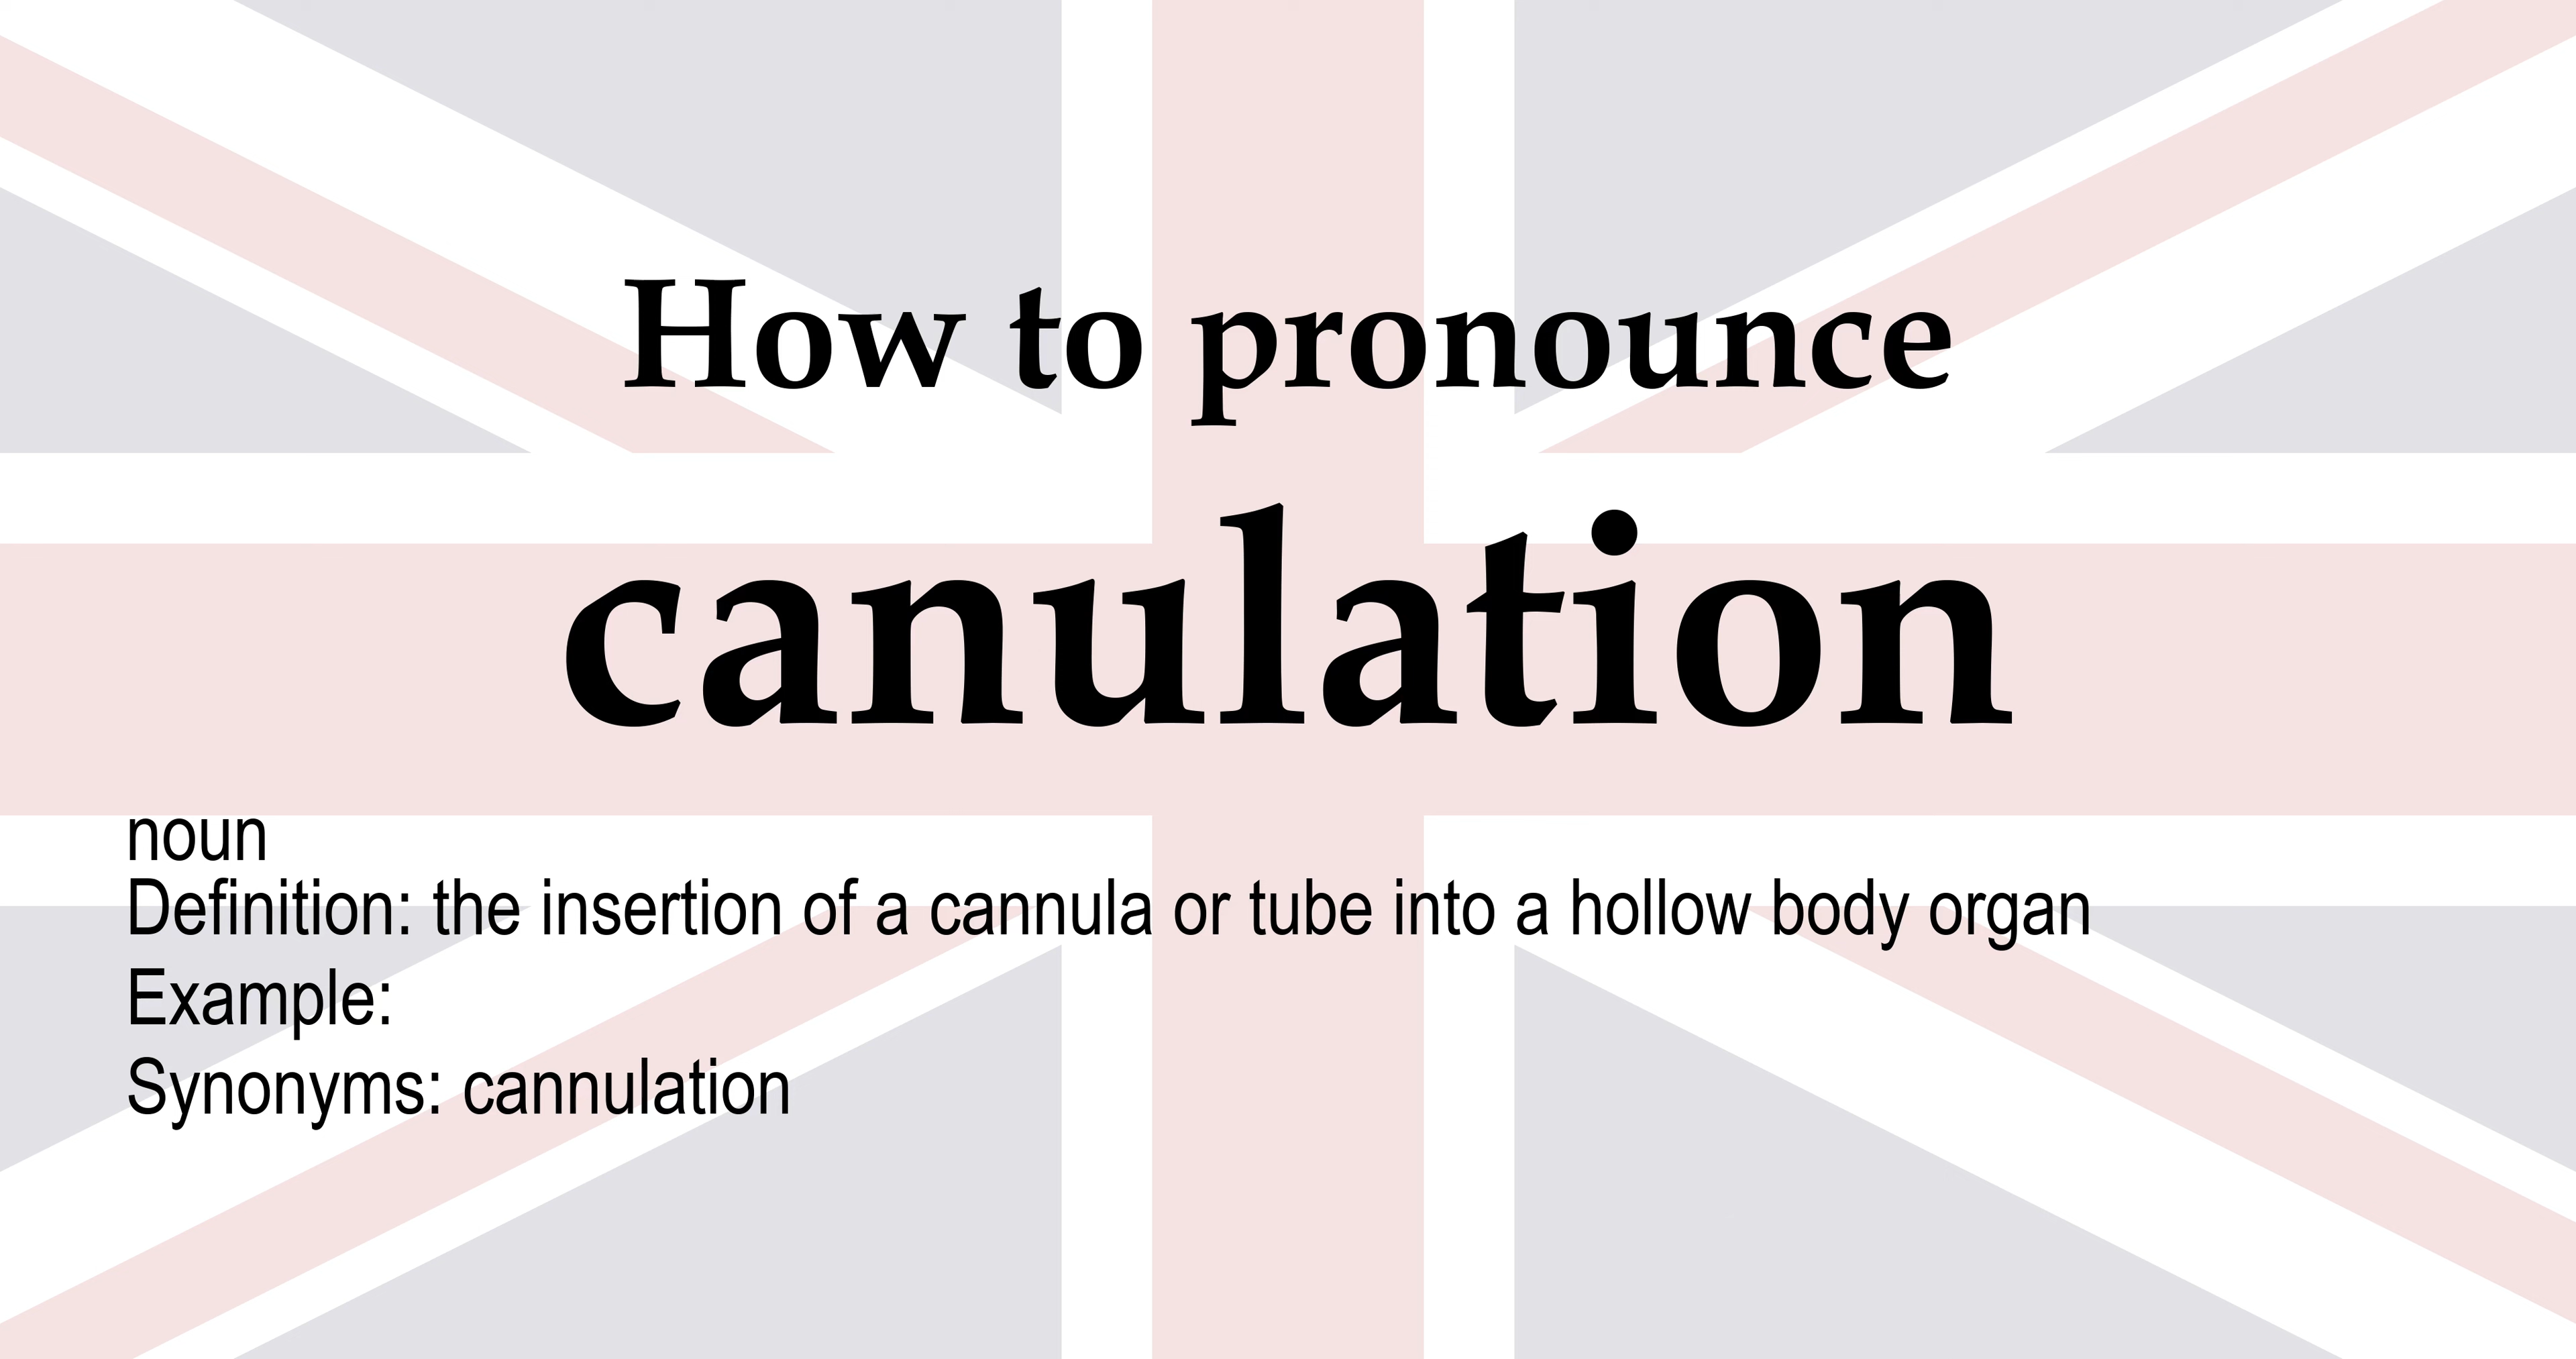 How to pronounce
canulation
noun
Definition: the insertion of a cannula or tube into a hollow body organ
Example:
Synonyms: cannulation